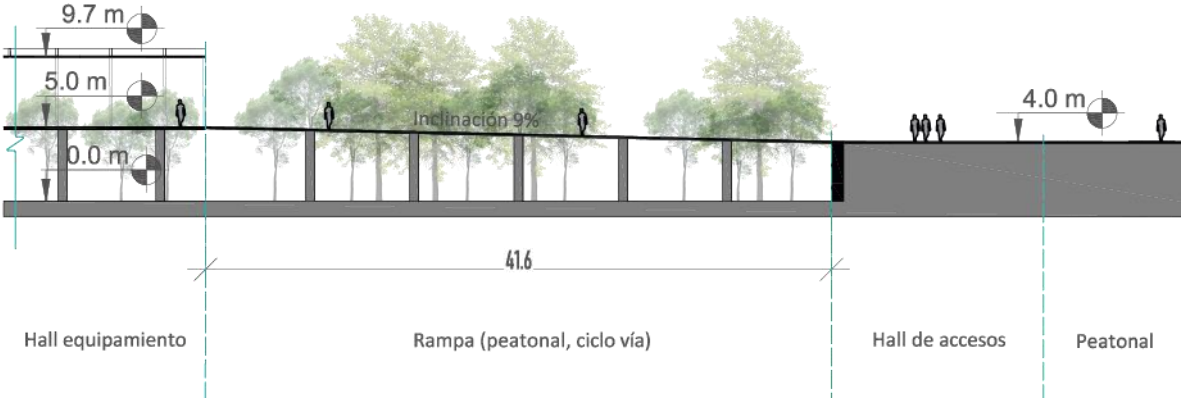 9.7 m
5.0 m
4.0 m
Inclinación 9%
0.0 m
41.6
Hall equipamiento
Rampa (peatonal, ciclo vía)
Hall de accesos
Peatonal